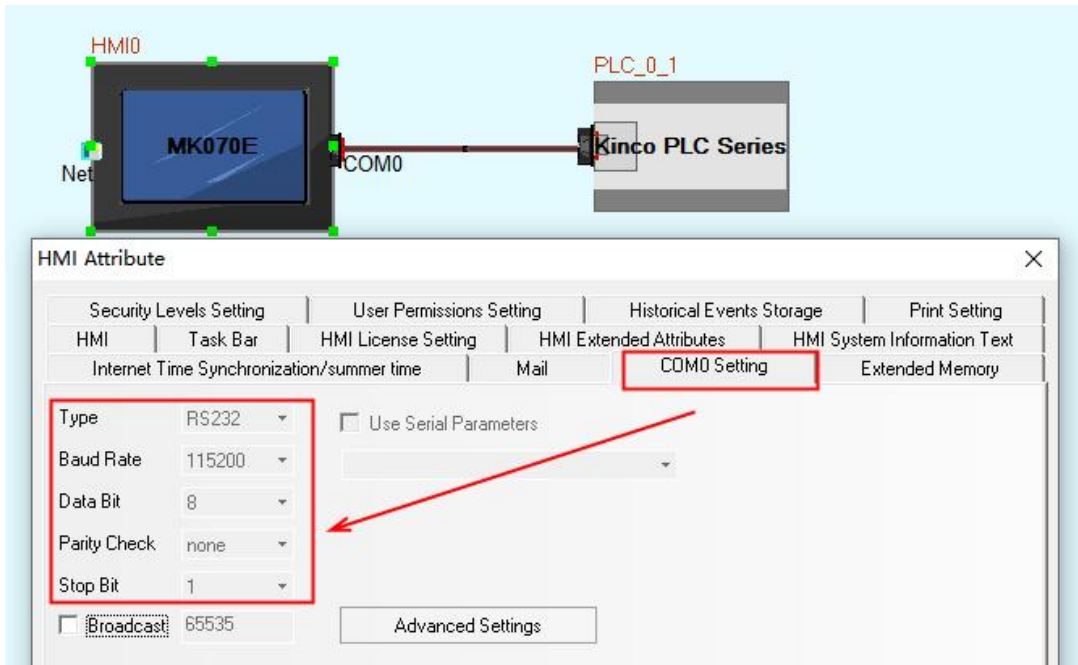 HMI0
PLC_0_1
MK070E
Kinco PLC Series
Net
COM0
HMI Attribute
Security Levels Setting User Permissions Setting Historical Events Storage Print Setting
HMI Task Bar HMI License Setting HMI Extended Attributes HMI System Information Text
Internet Time Synchronization/summer time Mail COM0 Setting Extended Memory
Type RS232 Use Serial Parameters
Baud Rate 115200
Data Bit 8
Parity Check none
Stop Bit 1
Broadcast 65535 Advanced Settings